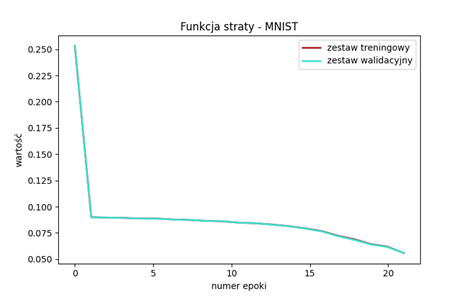 Funkcja straty - MNIST
zestaw treningowy
zestaw walidacyjny
wartość
0.250
0.225
0.200
0.175
0.150
0.125
0.100
0.075
0.050
0
5
10
15
20
numer epoki